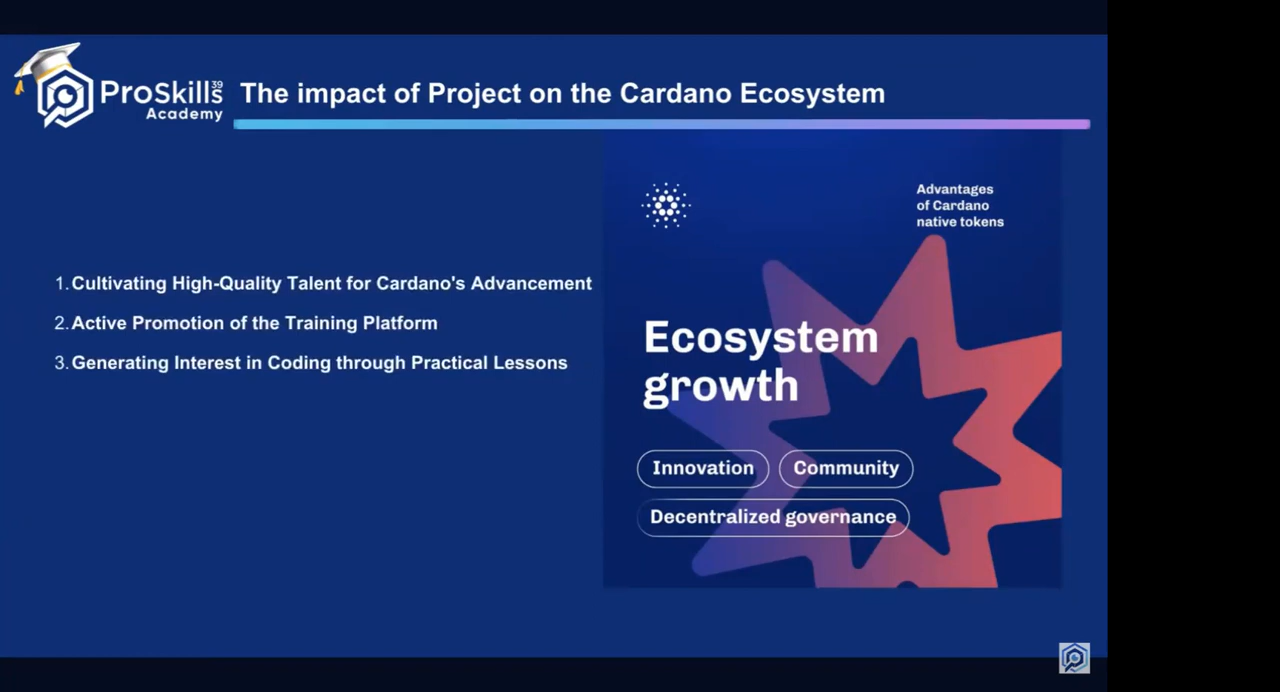 ProSkills39
Academy
The impact of Project on the Cardano Ecosystem
1. Cultivating High-Quality Talent for Cardano's Advancement
2. Active Promotion of the Training Platform
3. Generating Interest in Coding through Practical Lessons
Advantages
of Cardano
native tokens
Ecosystem
growth
Innovation
Community
Decentralized governance